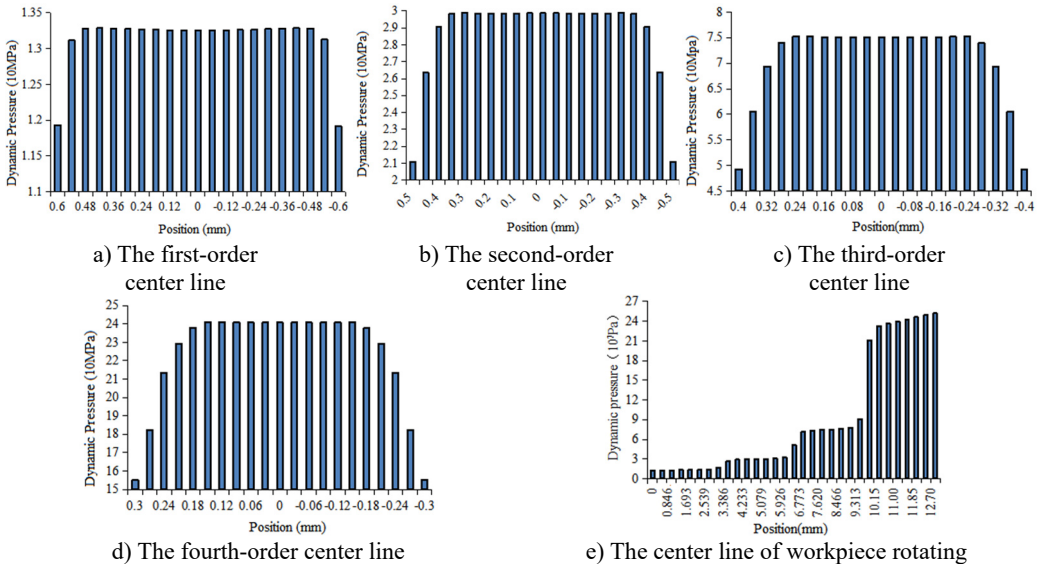 Dynamic Pressure (10MPa)
1.4
1.35
1.3
1.25
1.2
1.15
1.1
0.6 0.48 0.36 0.24 0.12 0 -0.12 -0.24 -0.36 -0.48 -0.6
Position (mm)
a) The first-order
center line
Dynamic Pressure (10MPa)
3
2.9
2.8
2.7
2.6
2.5
2.4
2.3
2.2
2.1
2
0.5 0.4 0.3 0.2 0.1 0 -0.1 -0.2 -0.3 -0.4 -0.5
Position (mm)
b) The second-order
center line
Dynamic Pressure (10Mpa)
8
7.5
7
6.5
6
5.5
5
4.5
0.4 0.32 0.24 0.16 0.08 0 -0.08 -0.16 -0.24 -0.32 -0.4
Position(mm)
c) The third-order
center line
Dynamic Pressure (10MPa)
25
24
23
22
21
20
19
18
17
16
15
0.3 0.24 0.18 0.12 0.06 0 -0.06 -0.12 -0.18 -0.24 -0.3
Position (mm)
d) The fourth-order center line
Dynamic pressure (10⁷Pa)
27
24
21
18
15
12
9
6
3
0
0 0.846 1.693 2.539 3.386 4.233 5.079 5.926 6.773 7.620 8.466 9.313 10.15 11.00 11.85 12.70
Position(mm)
e) The center line of workpiece rotating